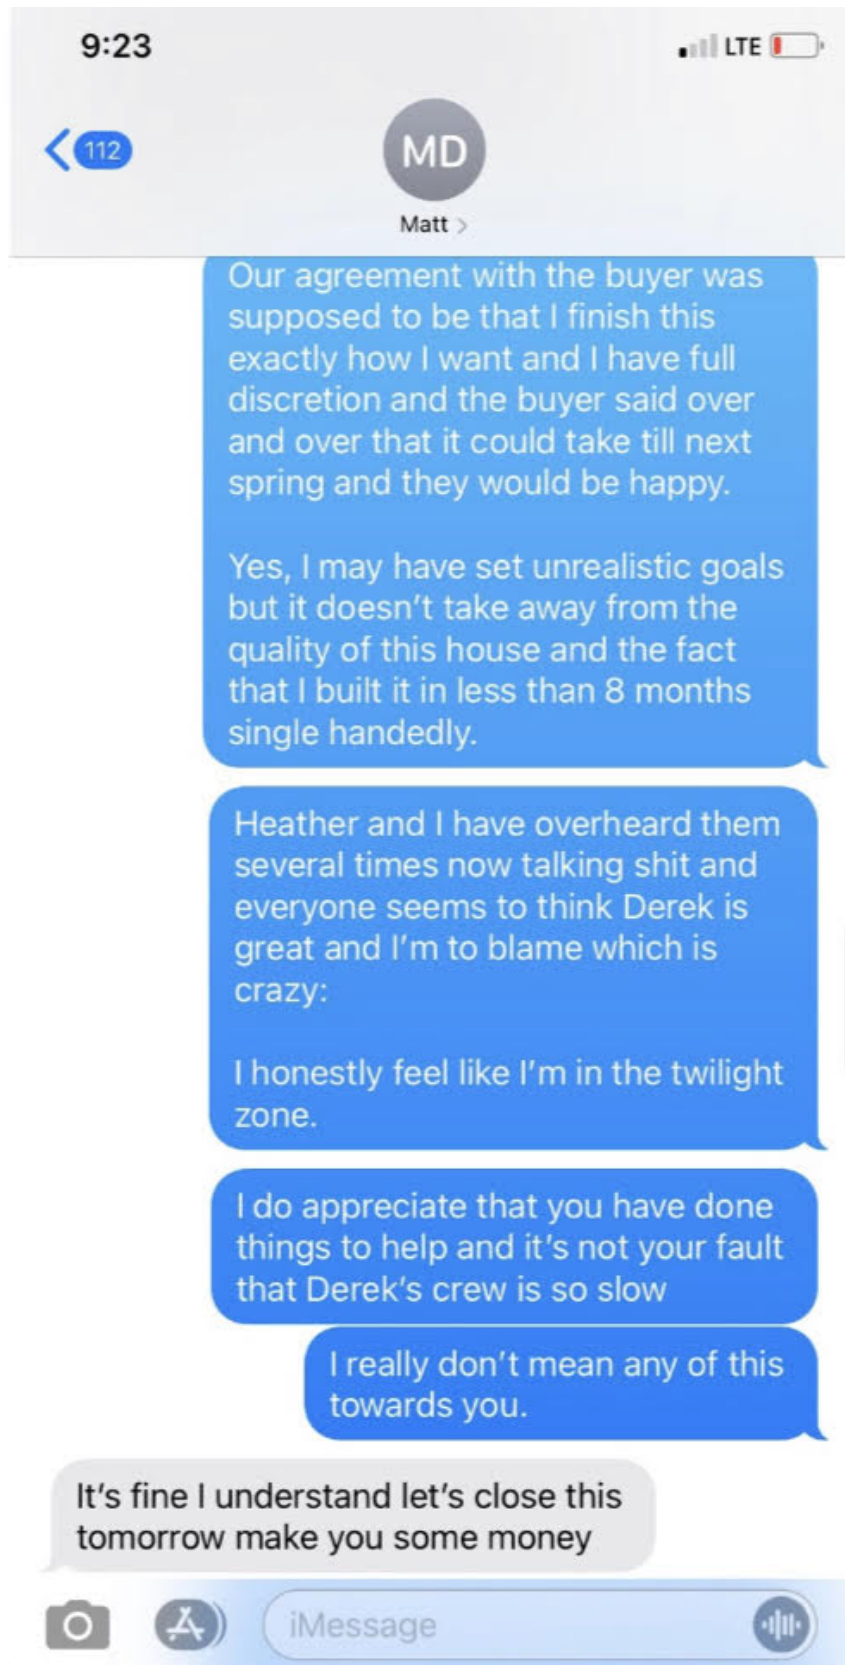 9:23
LTE
112
MD
Matt >
Our agreement with the buyer was
supposed to be that I finish this
exactly how I want and I have full
discretion and the buyer said over
and over that it could take till next
spring and they would be happy.
Yes, I may have set unrealistic goals
but it doesn't take away from the
quality of this house and the fact
that I built it in less than 8 months
single handedly.
Heather and I have overheard them
several times now talking shit and
everyone seems to think Derek is
great and I'm to blame which is
crazy:
I honestly feel like I'm in the twilight
zone.
I do appreciate that you have done
things to help and it's not your fault
that Derek's crew is so slow
I really don't mean any of this
towards you.
It's fine I understand let's close this
tomorrow make you some money
iMessage